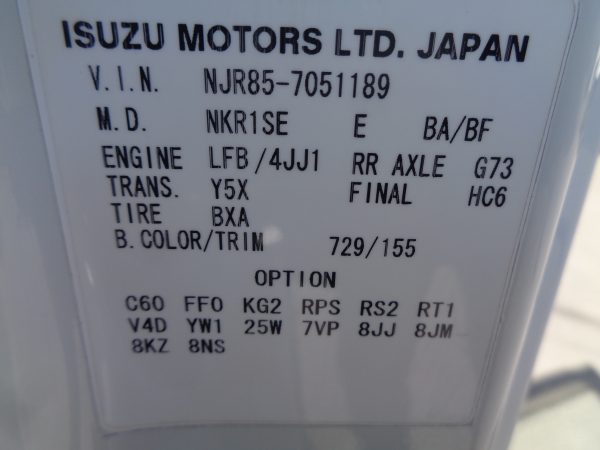 ISUZU MOTORS LTD. JAPAN
V.I.N. NJR85-7051189
M.D. NKR1SE E BA/BF
ENGINE LFB/4JJ1 RR AXLE G73
TRANS. Y5X FINAL HC6
TIRE BXA
B.COLOR/TRIM 729/155
OPTION
C60 FF0 KG2 RPS RS2 RT1
V4D YW1 25W 7VP 8JJ 8JM
8KZ 8NS